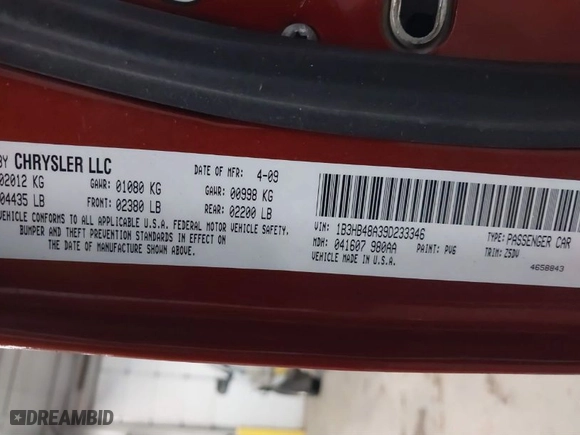 BY CHRYSLER LLC DATE OF MFR: 4-09
02012 KG GAWR: 01080 KG GAWR: 00998 KG
04435 LB FRONT: 02380 LB REAR: 02200 LB
VEHICLE CONFORMS TO ALL APPLICABLE U.S.A. FEDERAL MOTOR VEHICLE SAFETY,
BUMPER AND THEFT PREVENTION STANDARDS IN EFFECT ON
THE DATE OF MANUFACTURE SHOWN ABOVE.
VIN: 1B3HB48A39D233346 TYPE: PASSENGER CAR
MDH: 041607 980AA PAINT: PV6 TRIM: Z5DV
VEHICLE MADE IN U.S.A. 4658843
DREAMBID